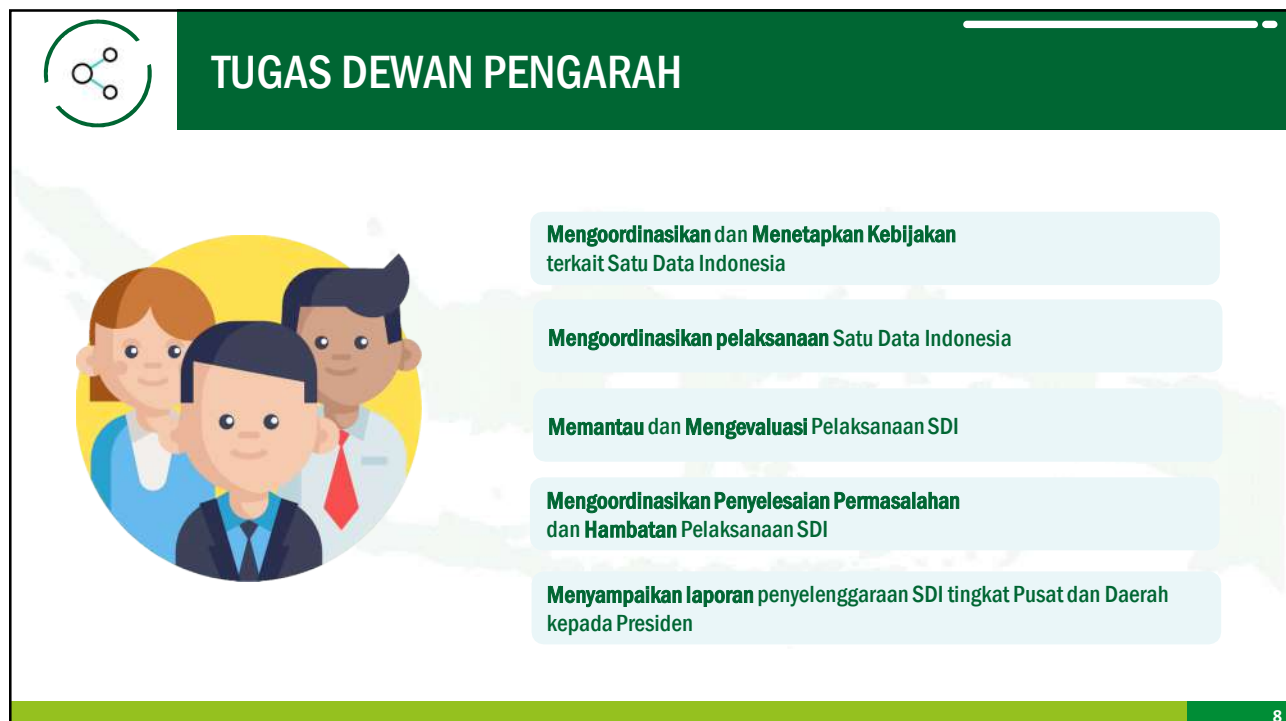 TUGAS DEWAN PENGARAH
Mengoordinasikan dan Menetapkan Kebijakan
terkait Satu Data Indonesia
Mengoordinasikan pelaksanaan Satu Data Indonesia
Memantau dan Mengevaluasi Pelaksanaan SDI
Mengoordinasikan Penyelesaian Permasalahan
dan Hambatan Pelaksanaan SDI
Menyampaikan laporan penyelenggaraan SDI tingkat Pusat dan Daerah
kepada Presiden
8